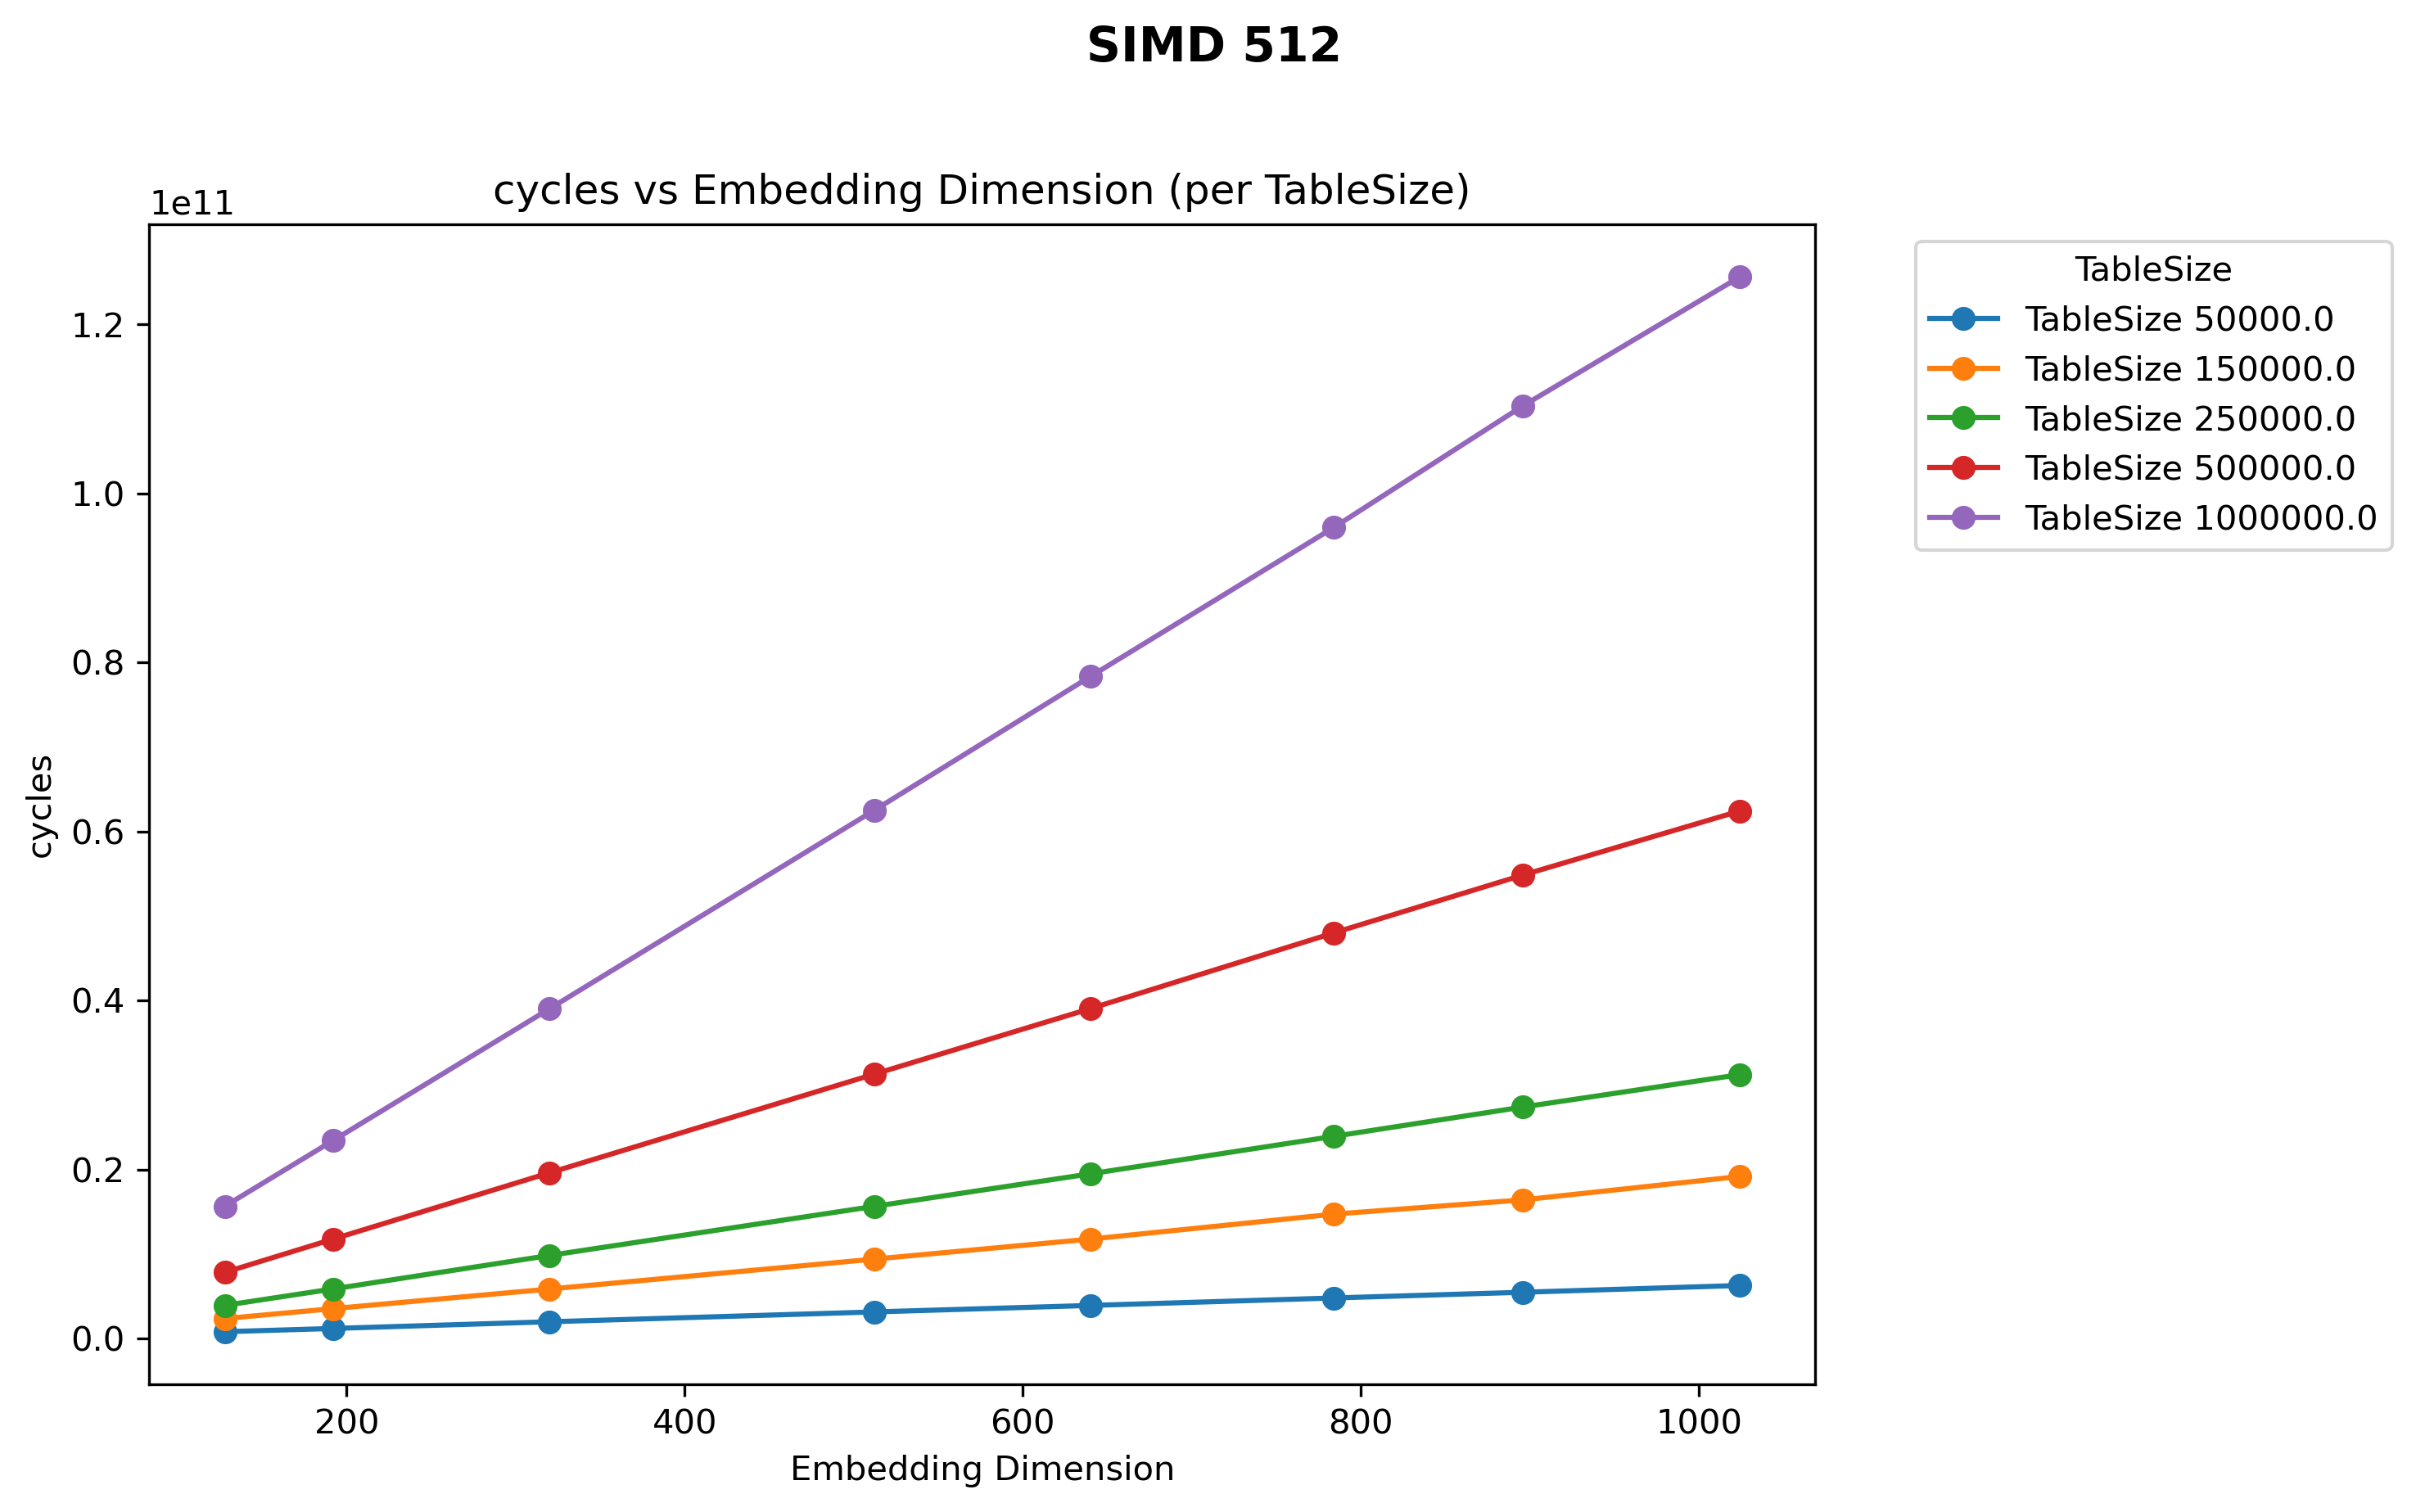 SIMD 512
cycles vs Embedding Dimension (per TableSize)
1e11
1.2
1.0
0.8
0.6
0.4
0.2
0.0
cycles
200 400 600 800 1000
Embedding Dimension
TableSize
TableSize 50000.0
TableSize 150000.0
TableSize 250000.0
TableSize 500000.0
TableSize 1000000.0